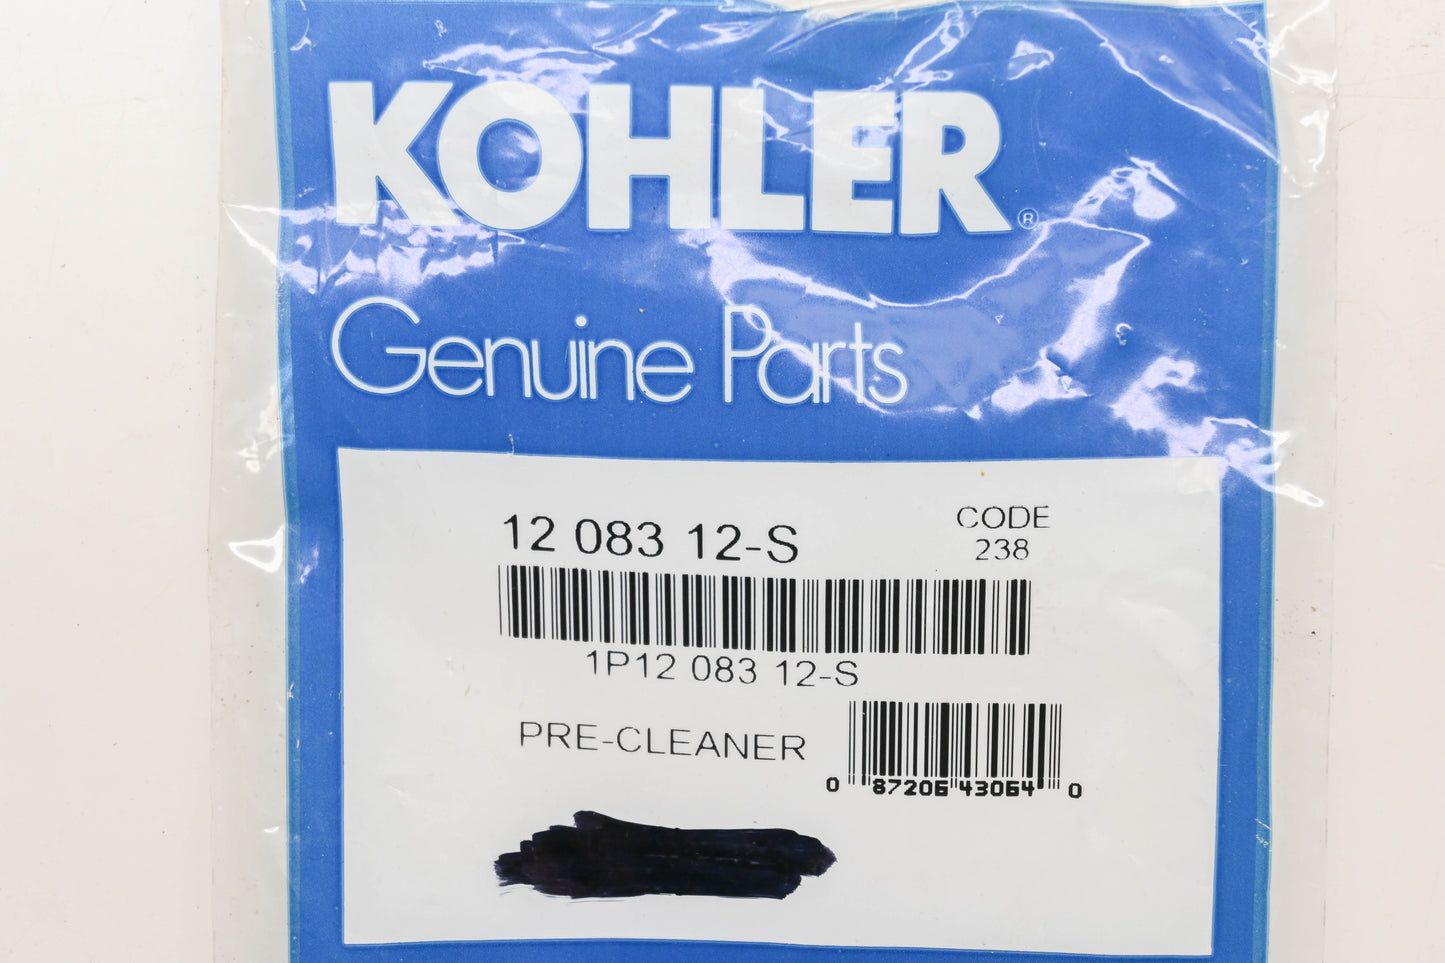 KOHLER®
Genuine Parts
12 083 12-S
CODE
238
1P12 083 12-S
PRE-CLEANER
0 87206 43064 0